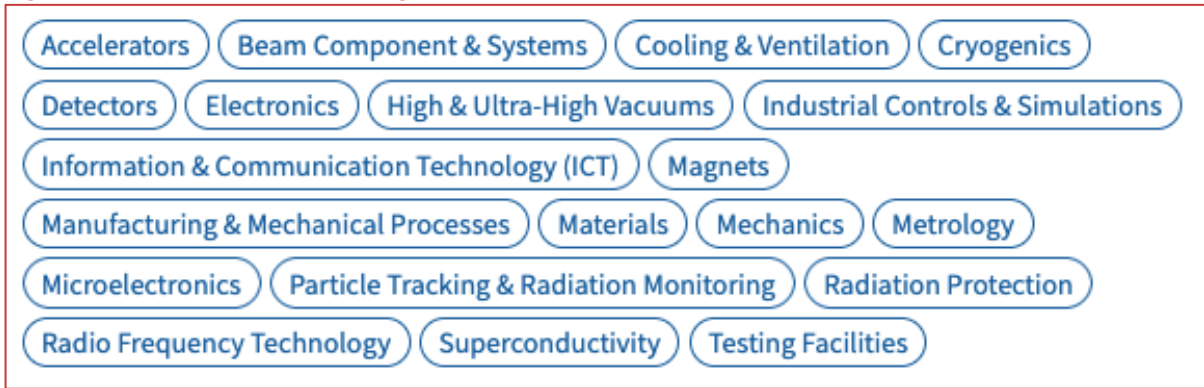 Accelerators Beam Component & Systems Cooling & Ventilation Cryogenics
Detectors Electronics High & Ultra-High Vacuums Industrial Controls & Simulations
Information & Communication Technology (ICT) Magnets
Manufacturing & Mechanical Processes Materials Mechanics Metrology
Microelectronics Particle Tracking & Radiation Monitoring Radiation Protection
Radio Frequency Technology Superconductivity Testing Facilities